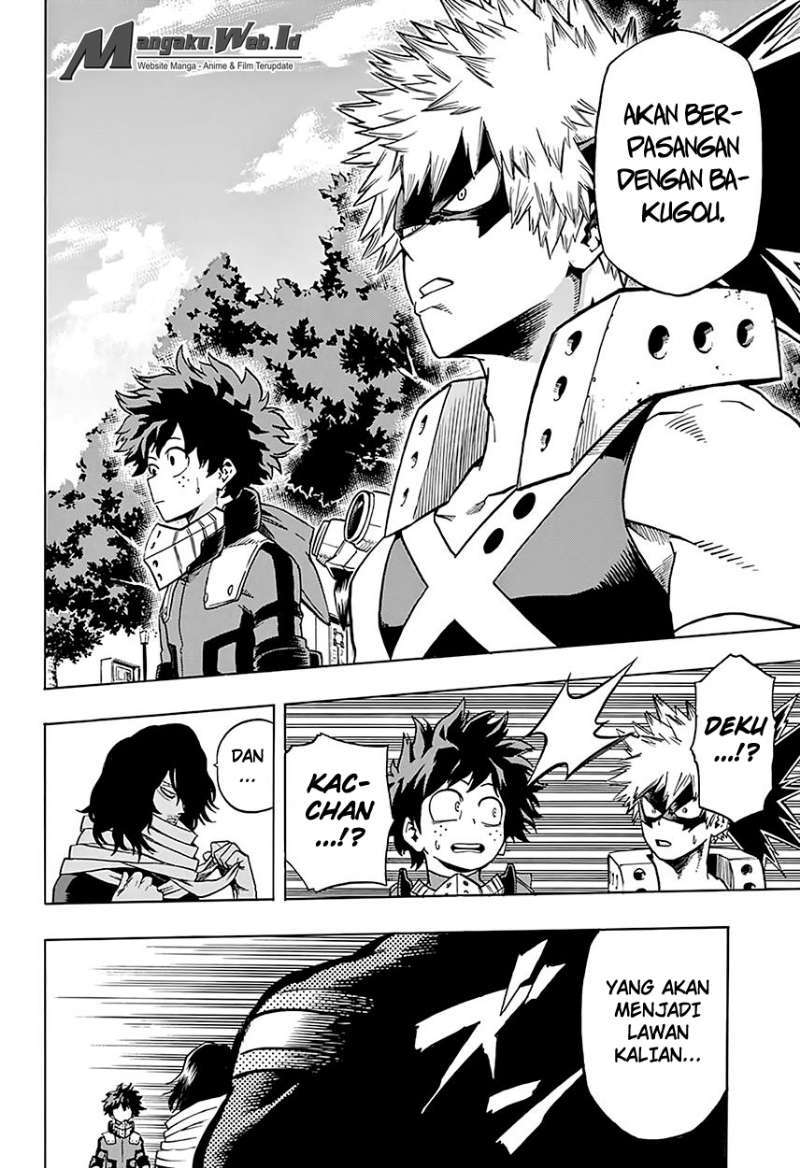 Mangaku.Web.Id
Website Manga - Anime & Film Terupdate
AKAN BER-
PASANGAN
DENGAN BA-
KUGOU.
DEKU
...!?
KAC-
CHAN
...!?
DAN
...
YANG AKAN
MENJADI
LAWAN
KALIAN...